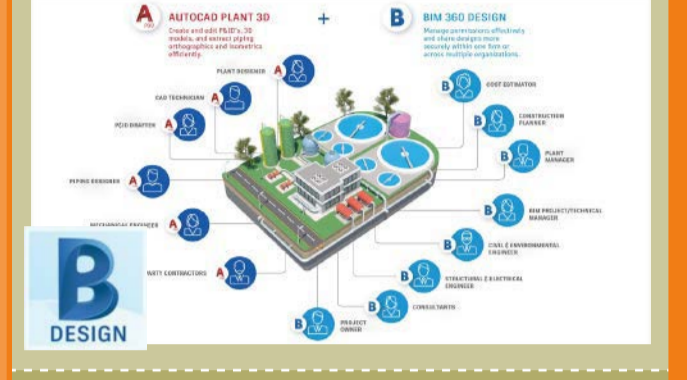 A
AUTOCAD PLANT 3D
+
B
BIM 360 DESIGN
Create and edit P&ID's, 3D
models, and extract piping
orthographics and isometrics
efficiently.
Manage permissions effectively
and share designs more
securely within one firm or
across multiple organizations.
PLANT DESIGNER
A
CAD TECHNICIAN
A
P&ID DRAFTER
A
PIPING DESIGNER
A
MECHANICAL ENGINEER
A
PARTY CONTRACTORS
A
B
COST ESTIMATOR
B
CONSTRUCTION
PLANNER
B
PLANT
MANAGER
B
BIM PROJECT/TECHNICAL
MANAGER
B
CIVIL & ENVIRONMENTAL
ENGINEER
B
STRUCTURAL & ELECTRICAL
ENGINEER
B
CONSULTANTS
B
PROJECT
OWNER
B
DESIGN